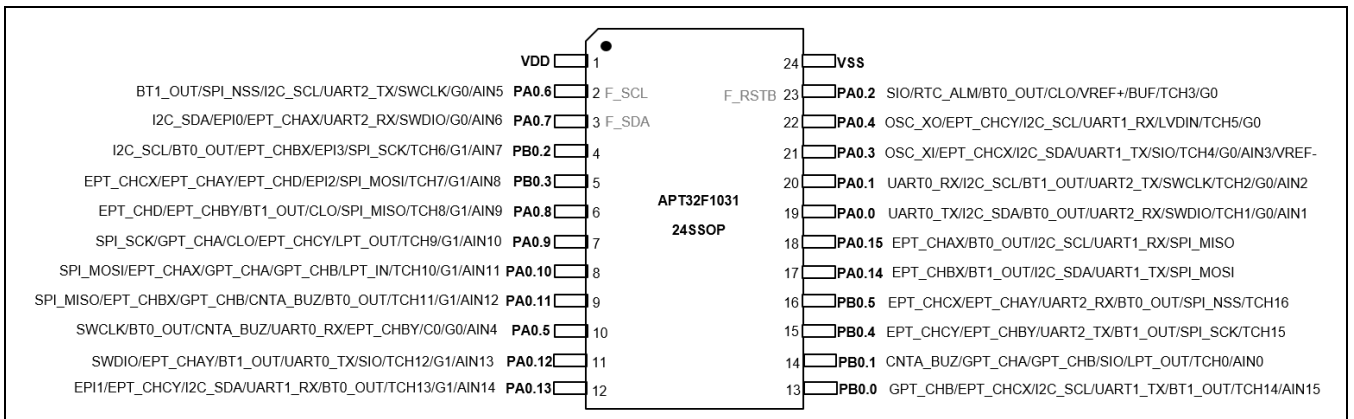 VDD 1 24 VSS
BT1_OUT/SPI_NSS/I2C_SCL/UART2_TX/SWCLK/G0/AIN5 PA0.6 2 F_SCL F_RSTB 23 PA0.2 SIO/RTC_ALM/BT0_OUT/CLO/VREF+/BUF/TCH3/G0
I2C_SDA/EPI0/EPT_CHAX/UART2_RX/SWDIO/G0/AIN6 PA0.7 3 F_SDA 22 PA0.4 OSC_XO/EPT_CHCY/I2C_SCL/UART1_RX/LVDIN/TCH5/G0
I2C_SCL/BT0_OUT/EPT_CHBX/EPI3/SPI_SCK/TCH6/G1/AIN7 PB0.2 4 21 PA0.3 OSC_XI/EPT_CHCX/I2C_SDA/UART1_TX/SIO/TCH4/G0/AIN3/VREF-
EPT_CHCX/EPT_CHAY/EPT_CHD/EPI2/SPI_MOSI/TCH7/G1/AIN8 PB0.3 5 20 PA0.1 UART0_RX/I2C_SCL/BT1_OUT/UART2_TX/SWCLK/TCH2/G0/AIN2
APT32F1031
EPT_CHD/EPT_CHBY/BT1_OUT/CLO/SPI_MISO/TCH8/G1/AIN9 PA0.8 6 19 PA0.0 UART0_TX/I2C_SDA/BT0_OUT/UART2_RX/SWDIO/TCH1/G0/AIN1
24SSOP
SPI_SCK/GPT_CHA/CLO/EPT_CHCY/LPT_OUT/TCH9/G1/AIN10 PA0.9 7 18 PA0.15 EPT_CHAX/BT0_OUT/I2C_SCL/UART1_RX/SPI_MISO
SPI_MOSI/EPT_CHAX/GPT_CHA/GPT_CHB/LPT_IN/TCH10/G1/AIN11 PA0.10 8 17 PA0.14 EPT_CHBX/BT1_OUT/I2C_SDA/UART1_TX/SPI_MOSI
SPI_MISO/EPT_CHBX/GPT_CHB/CNTA_BUZ/BT0_OUT/TCH11/G1/AIN12 PA0.11 9 16 PB0.5 EPT_CHCX/EPT_CHAY/UART2_RX/BT0_OUT/SPI_NSS/TCH16
SWCLK/BT0_OUT/CNTA_BUZ/UART0_RX/EPT_CHBY/C0/G0/AIN4 PA0.5 10 15 PB0.4 EPT_CHCY/EPT_CHBY/UART2_TX/BT1_OUT/SPI_SCK/TCH15
SWDIO/EPT_CHAY/BT1_OUT/UART0_TX/SIO/TCH12/G1/AIN13 PA0.12 11 14 PB0.1 CNTA_BUZ/GPT_CHA/GPT_CHB/SIO/LPT_OUT/TCH0/AIN0
EPI1/EPT_CHCY/I2C_SDA/UART1_RX/BT0_OUT/TCH13/G1/AIN14 PA0.13 12 13 PB0.0 GPT_CHB/EPT_CHCX/I2C_SCL/UART1_TX/BT1_OUT/TCH14/AIN15